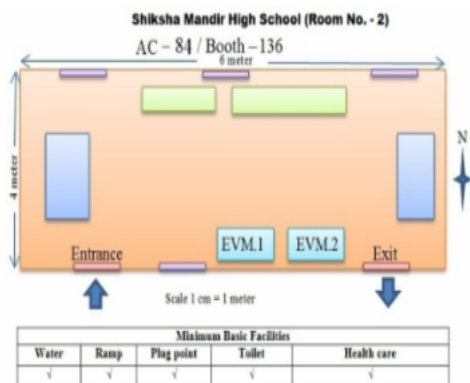 Shiksha Mandir High School (Room No. - 2)
AC - 84 / Booth -136
6 meter
4 meter
N
EVM.1 EVM.2
Entrance Exit
Scale 1 cm = 1 meter
Minimum Basic Facilities
Water Ramp Plug point Toilet Health care
√ √ √ √ √